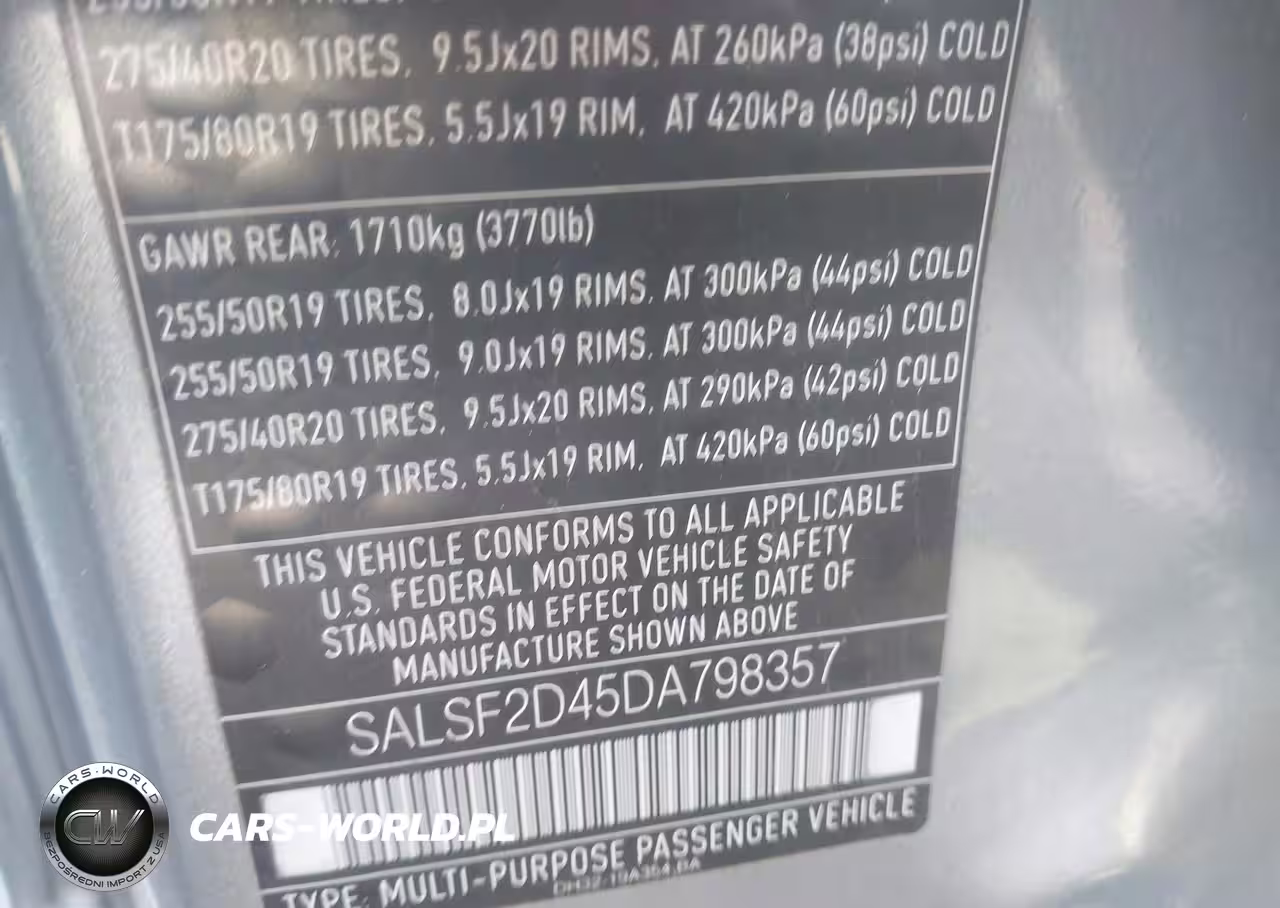 275/40R20 TIRES, 9.5Jx20 RIMS, AT 260kPa (38psi) COLD
T175/80R19 TIRES, 5.5Jx19 RIM, AT 420kPa (60psi) COLD
GAWR REAR: 1710kg (3770lb)
255/50R19 TIRES, 8.0Jx19 RIMS, AT 300kPa (44psi) COLD
255/50R19 TIRES, 9.0Jx19 RIMS, AT 300kPa (44psi) COLD
275/40R20 TIRES, 9.5Jx20 RIMS, AT 290kPa (42psi) COLD
T175/80R19 TIRES, 5.5Jx19 RIM, AT 420kPa (60psi) COLD
THIS VEHICLE CONFORMS TO ALL APPLICABLE
U.S. FEDERAL MOTOR VEHICLE SAFETY
STANDARDS IN EFFECT ON THE DATE OF
MANUFACTURE SHOWN ABOVE
SALSF2D45DA798357
TYPE: MULTI-PURPOSE PASSENGER VEHICLE
CARS-WORLD
CW
BEZPOŚREDNI IMPORT Z USA
CARS-WORLD.PL